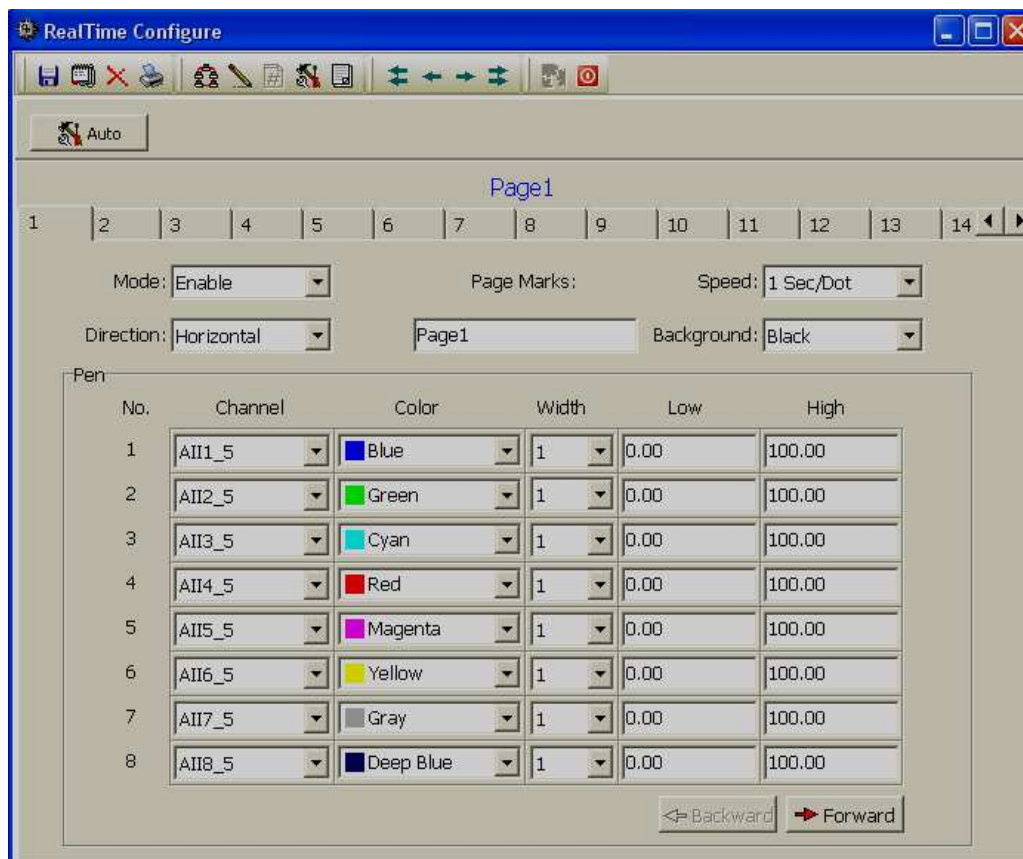 RealTime Configure
Auto
Page1
1 2 3 4 5 6 7 8 9 10 11 12 13 14
Mode: Enable Page Marks: Speed: 1 Sec/Dot
Direction: Horizontal Page1 Background: Black
Pen
No. Channel Color Width Low High
1 AII1_5 Blue 1 0.00 100.00
2 AII2_5 Green 1 0.00 100.00
3 AII3_5 Cyan 1 0.00 100.00
4 AII4_5 Red 1 0.00 100.00
5 AII5_5 Magenta 1 0.00 100.00
6 AII6_5 Yellow 1 0.00 100.00
7 AII7_5 Gray 1 0.00 100.00
8 AII8_5 Deep Blue 1 0.00 100.00
Backward Forward